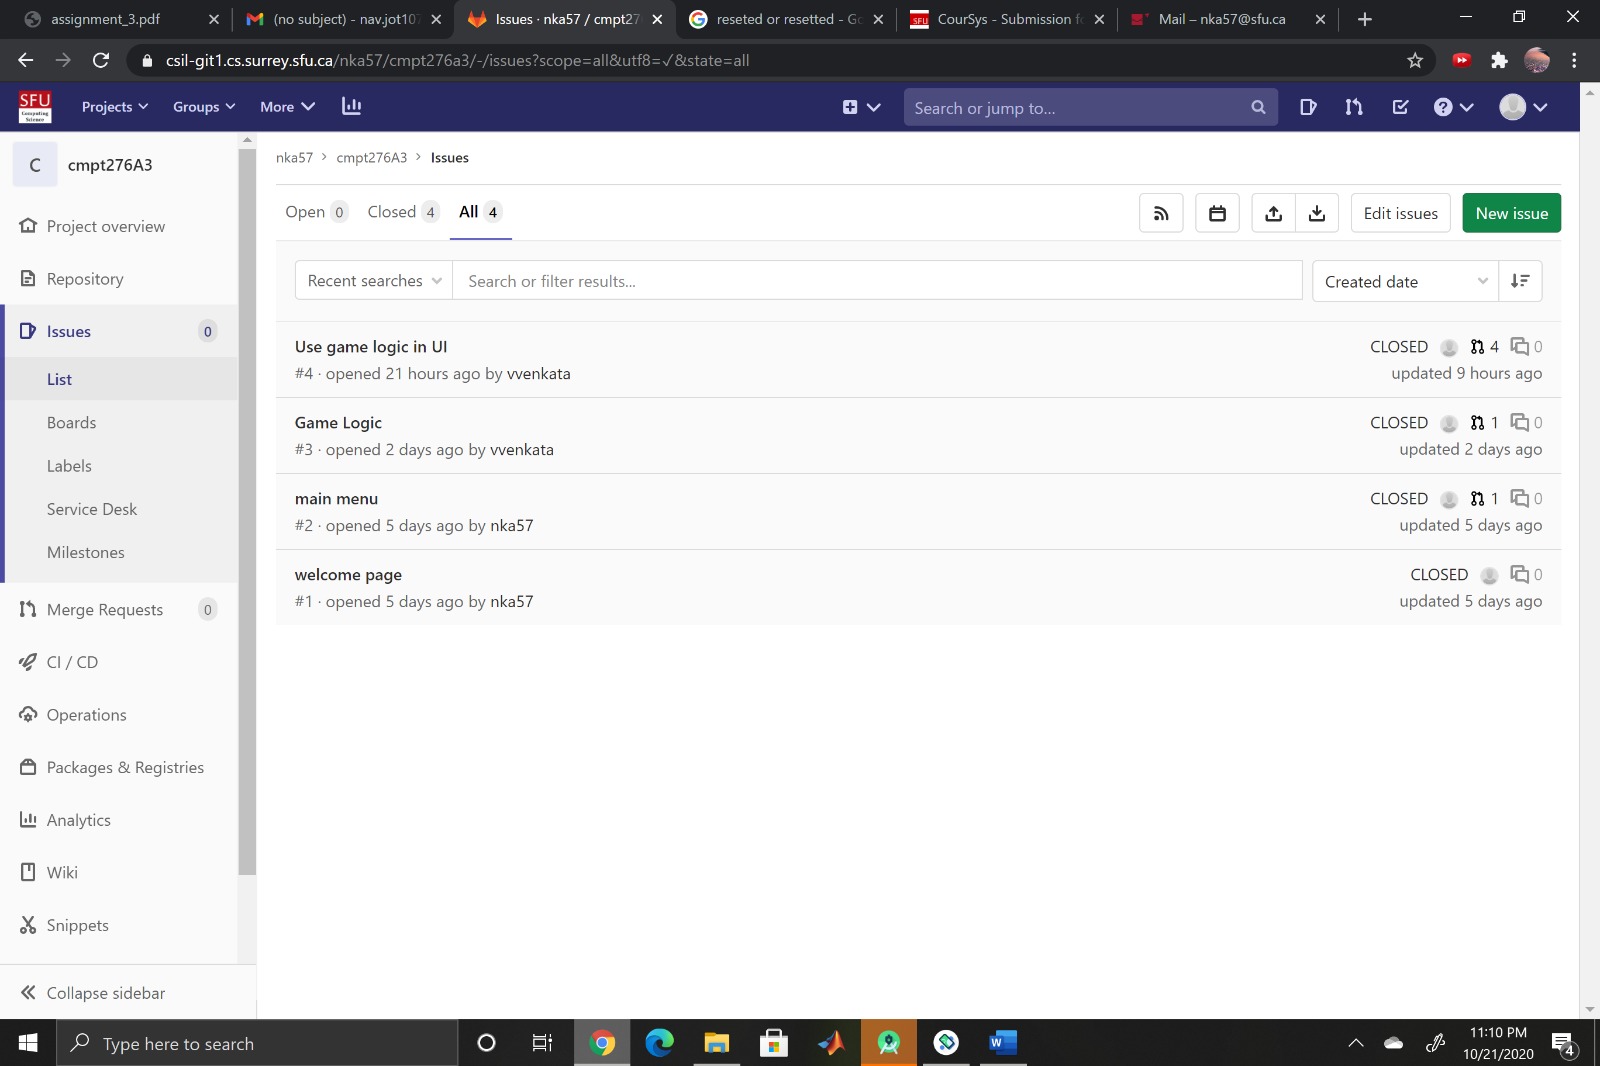 assignment_3.pdf
(no subject) - nav.jot107
Issues · nka57 / cmpt27
reseted or resetted - Go
CourSys - Submission fo
Mail – nka57@sfu.ca
csil-git1.cs.surrey.sfu.ca/nka57/cmpt276a3/-/issues?scope=all&utf8=✓&state=all
SFU
Computing
Science
Projects
Groups
More
Search or jump to...
C
cmpt276A3
Project overview
Repository
Issues 0
List
Boards
Labels
Service Desk
Milestones
Merge Requests 0
CI / CD
Operations
Packages & Registries
Analytics
Wiki
Snippets
Collapse sidebar
nka57 > cmpt276A3 > Issues
Open 0 Closed 4 All 4
Edit issues
New issue
Recent searches
Search or filter results...
Created date
Use game logic in UI
CLOSED 4 0
#4 · opened 21 hours ago by vvenkata
updated 9 hours ago
Game Logic
CLOSED 1 0
#3 · opened 2 days ago by vvenkata
updated 2 days ago
main menu
CLOSED 1 0
#2 · opened 5 days ago by nka57
updated 5 days ago
welcome page
CLOSED 0
#1 · opened 5 days ago by nka57
updated 5 days ago
Type here to search
W
11:10 PM
10/21/2020
4